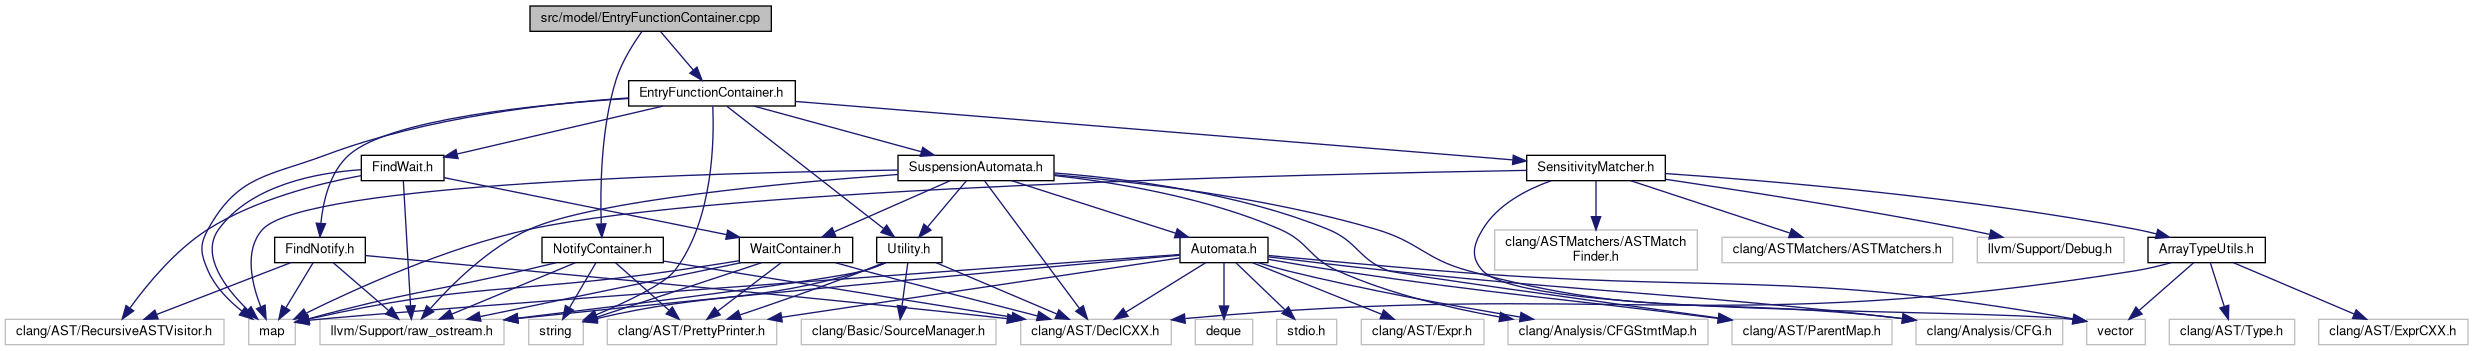 src/model/EntryFunctionContainer.cpp
EntryFunctionContainer.h
FindWait.h
SuspensionAutomata.h
SensitivityMatcher.h
FindNotify.h
NotifyContainer.h
WaitContainer.h
Utility.h
Automata.h
clang/ASTMatchers/ASTMatch
Finder.h
clang/ASTMatchers/ASTMatchers.h
llvm/Support/Debug.h
ArrayTypeUtils.h
clang/AST/RecursiveASTVisitor.h
map
llvm/Support/raw_ostream.h
string
clang/AST/PrettyPrinter.h
clang/Basic/SourceManager.h
clang/AST/DeclCXX.h
deque
stdio.h
clang/AST/Expr.h
clang/Analysis/CFGStmtMap.h
clang/AST/ParentMap.h
clang/Analysis/CFG.h
vector
clang/AST/Type.h
clang/AST/ExprCXX.h